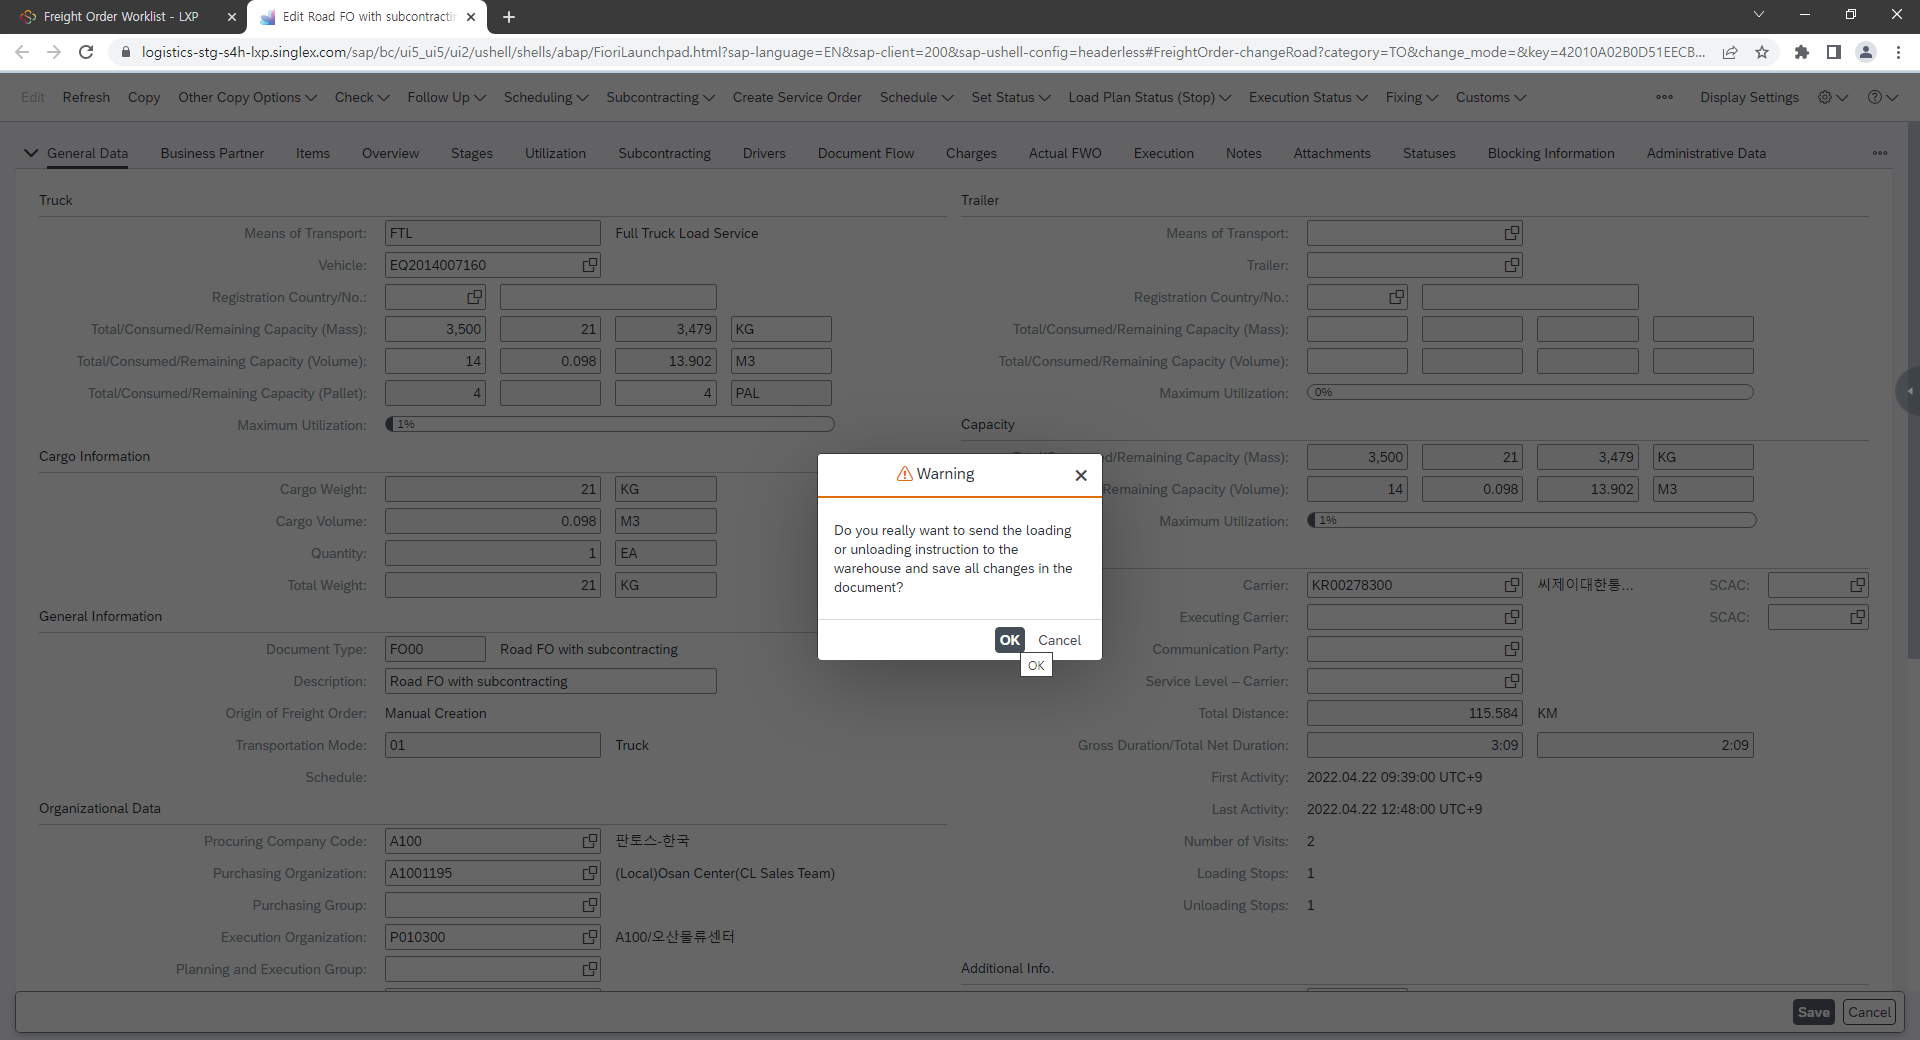 Freight Order Worklist - LXP
Edit Road FO with subcontractin
logistics-stg-s4h-lxp.singlex.com/sap/bc/ui5_ui5/ui2/ushell/shells/abap/FioriLaunchpad.html?sap-language=EN&sap-client=200&sap-ushell-config=headerless#FreightOrder-changeRoad?category=TO&change_mode=&key=42010A02B0D51EECB...
Edit Refresh Copy Other Copy Options Check Follow Up Scheduling Subcontracting Create Service Order Schedule Set Status Load Plan Status (Stop) Execution Status Fixing Customs Display Settings
General Data Business Partner Items Overview Stages Utilization Subcontracting Drivers Document Flow Charges Actual FWO Execution Notes Attachments Statuses Blocking Information Administrative Data
Truck
Means of Transport: FTL Full Truck Load Service
Vehicle: EQ2014007160
Registration Country/No.:
Total/Consumed/Remaining Capacity (Mass): 3,500 21 3,479 KG
Total/Consumed/Remaining Capacity (Volume): 14 0.098 13.902 M3
Total/Consumed/Remaining Capacity (Pallet): 4 4 PAL
Maximum Utilization: 1%
Cargo Information
Cargo Weight: 21 KG
Cargo Volume: 0.098 M3
Quantity: 1 EA
Total Weight: 21 KG
General Information
Document Type: FO00 Road FO with subcontracting
Description: Road FO with subcontracting
Origin of Freight Order: Manual Creation
Transportation Mode: 01 Truck
Schedule:
Organizational Data
Procuring Company Code: A100 판토스-한국
Purchasing Organization: A1001195 (Local)Osan Center(CL Sales Team)
Purchasing Group:
Execution Organization: P010300 A100/오산물류센터
Planning and Execution Group:
Trailer
Means of Transport:
Trailer:
Registration Country/No.:
Total/Consumed/Remaining Capacity (Mass):
Total/Consumed/Remaining Capacity (Volume):
Maximum Utilization: 0%
Capacity
ed/Remaining Capacity (Mass): 3,500 21 3,479 KG
Remaining Capacity (Volume): 14 0.098 13.902 M3
Maximum Utilization: 1%
Carrier: KR00278300 씨제이대한통... SCAC:
Executing Carrier: SCAC:
Communication Party:
Service Level – Carrier:
Total Distance: 115.584 KM
Gross Duration/Total Net Duration: 3:09 2:09
First Activity: 2022.04.22 09:39:00 UTC+9
Last Activity: 2022.04.22 12:48:00 UTC+9
Number of Visits: 2
Loading Stops: 1
Unloading Stops: 1
Additional Info.
Warning
Do you really want to send the loading
or unloading instruction to the
warehouse and save all changes in the
document?
OK Cancel
OK
Save Cancel